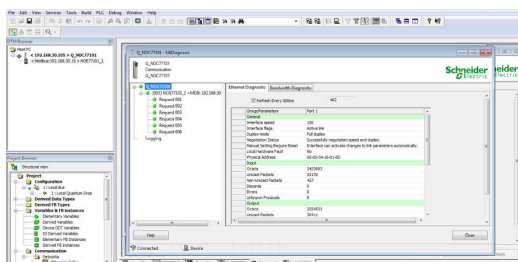 File Edit View Services Tools Build PLC Debug Window Help
DTM Browser
Host PC
< 192.168.30.105 > Q_NOC77101
< Modbus:192.168.30.15 > NOE77101_1
Q_NOC77101 - fdtDiagnosis
Q_NOC77101
Communication
Q_NOC77101
Schneider
Electric
Q_NOC77101
Request 001
Request 002
Request 003
Request 004
Request 005
Request 006
Logging
Ethernet Diagnostic Bandwidth Diagnostic
Refresh Every 500ms
Group/Parameters Port 1
General
Interface speed 100
Interface flags Active link
Duplex mode Full duplex
Negotiation Status Successfully negotiated speed and duplex.
Manual Setting Require Reset Interface can activate changes to link parameters automatically.
Local Hardware Fault No
Physical Address
Input
Octets
Unicast Packets
Non-Unicast Packets 427
Discards 0
Errors 0
Unknown Protocols 0
Output
Octets
Unicast Packets
Help
Close
Connected Device
Project Browser
Structural view
Project
Configuration
1 : Local Bus
1 : Local Quantum Drop
Derived Data Types
Derived FB Types
Variables & FB instances
Elementary Variables
Derived Variables
Device DDT Variables
IO Derived Variables
Elementary FB Instances
Derived FB Instances
Communication
Networks